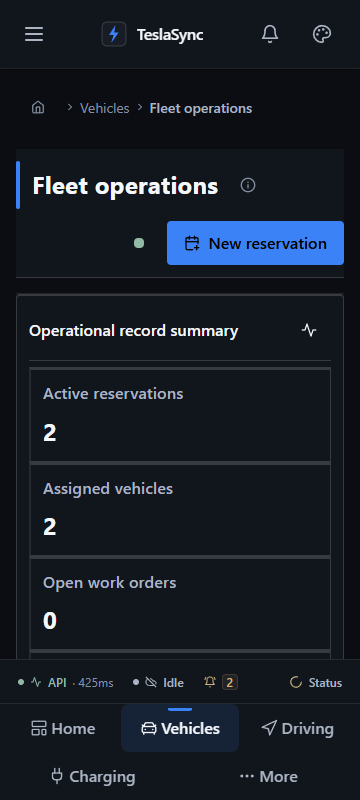 TeslaSync
Vehicles
Fleet operations
Fleet operations
New reservation
Operational record summary
Active reservations
2
Assigned vehicles
2
Open work orders
0
API · 425ms
Idle
2
Status
Home
Vehicles
Driving
Charging
More